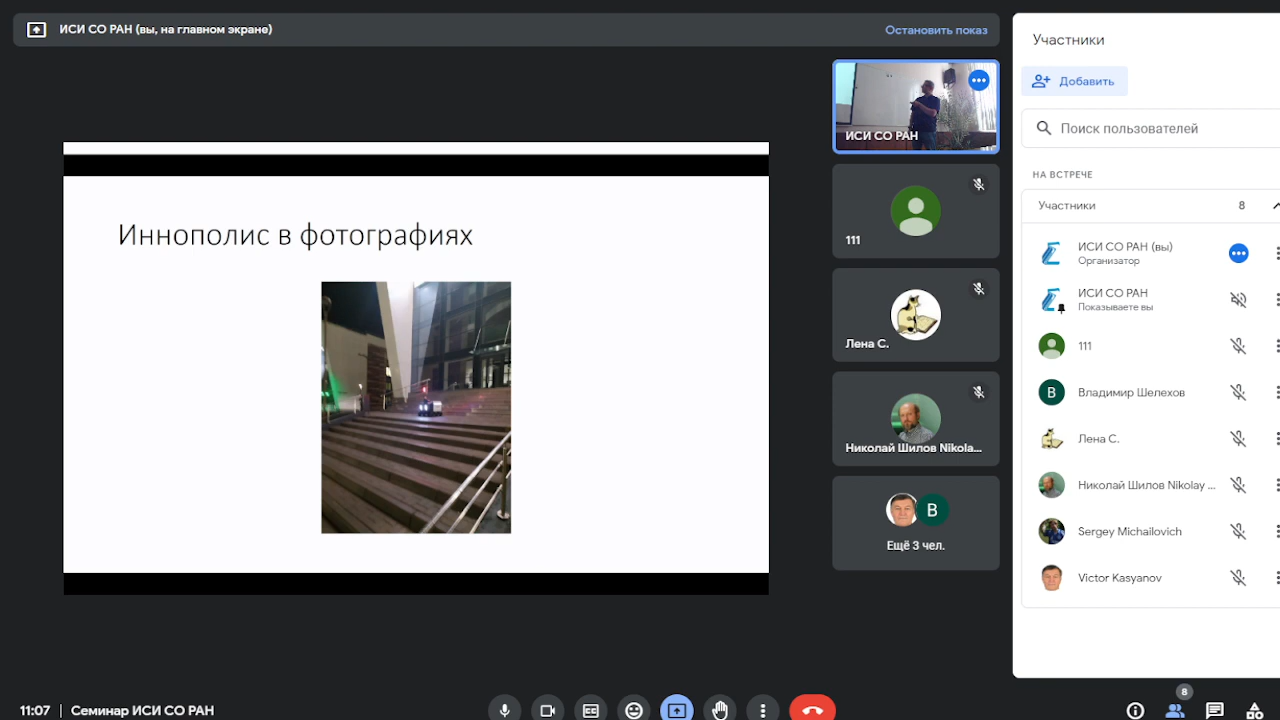 ИСИ СО РАН (вы, на главном экране)
Остановить показ
Иннополис в фотографиях
ИСИ СО РАН
111
Лена С.
Николай Шилов Nikola...
В
Ещё 3 чел.
Участники
Добавить
Поиск пользователей
НА ВСТРЕЧЕ
Участники 8
ИСИ СО РАН (вы)
Организатор
ИСИ СО РАН
Показываете вы
111
В Владимир Шелехов
Лена С.
Николай Шилов Nikolay ...
Sergey Michailovich
Victor Kasyanov
11:07 | Семинар ИСИ СО РАН
8